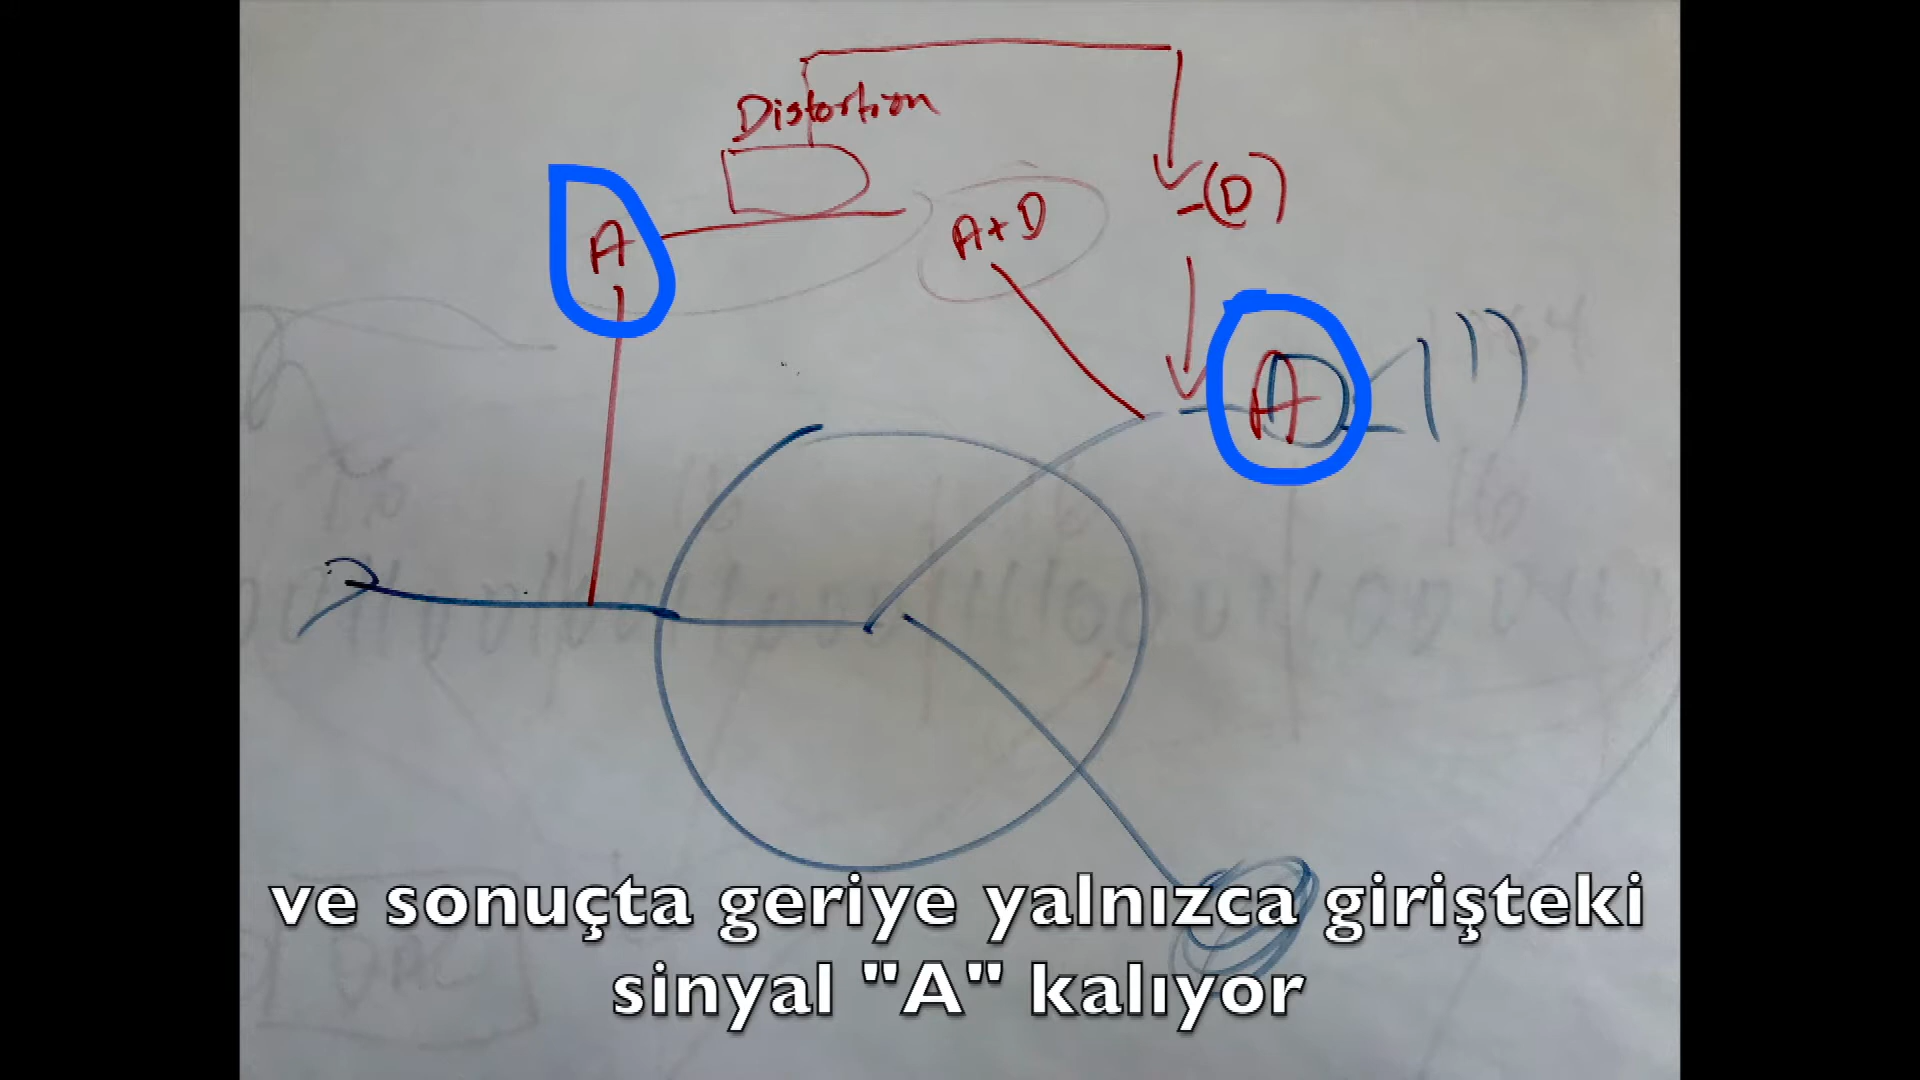 Distortion
A
A+D
-(D)
A
ve sonuçta geriye yalnızca girişteki
sinyal "A" kalıyor